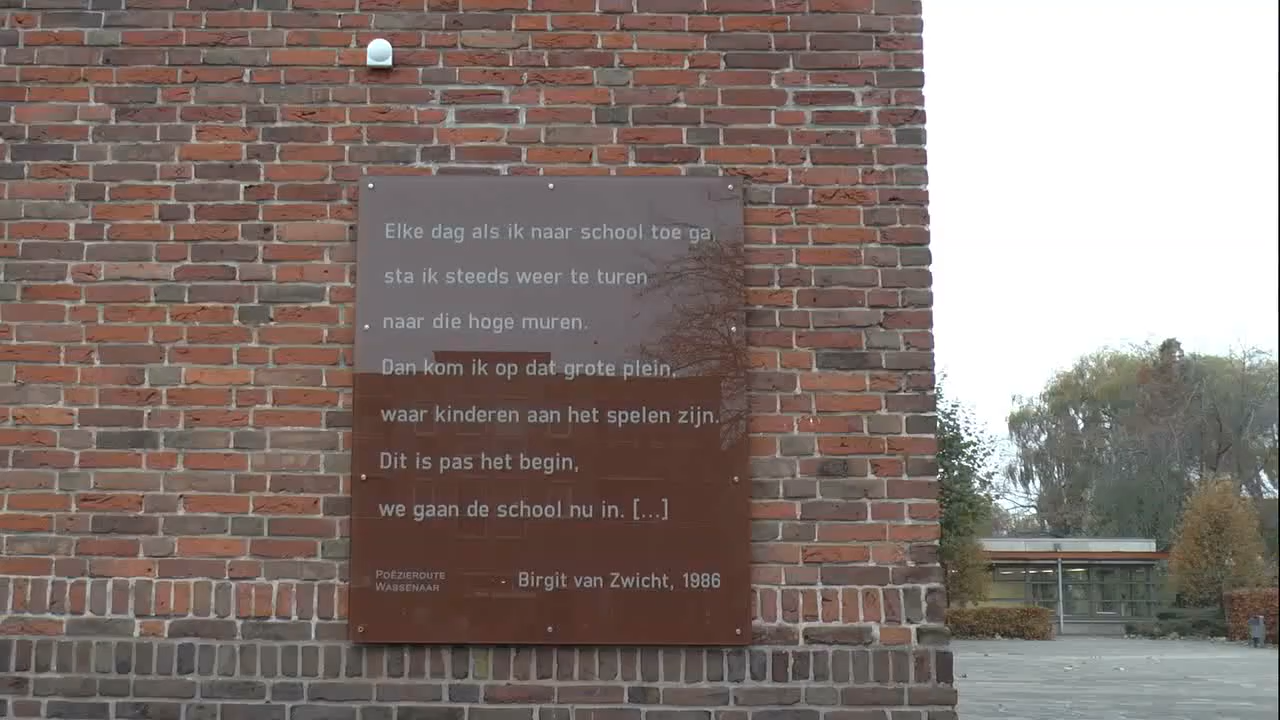 Elke dag als ik naar school toe ga,
sta ik steeds weer te turen
naar die hoge muren.
Dan kom ik op dat grote plein,
waar kinderen aan het spelen zijn.
Dit is pas het begin,
we gaan de school nu in. [...]
Poëzieroute
Wassenaar
Birgit van Zwicht, 1986